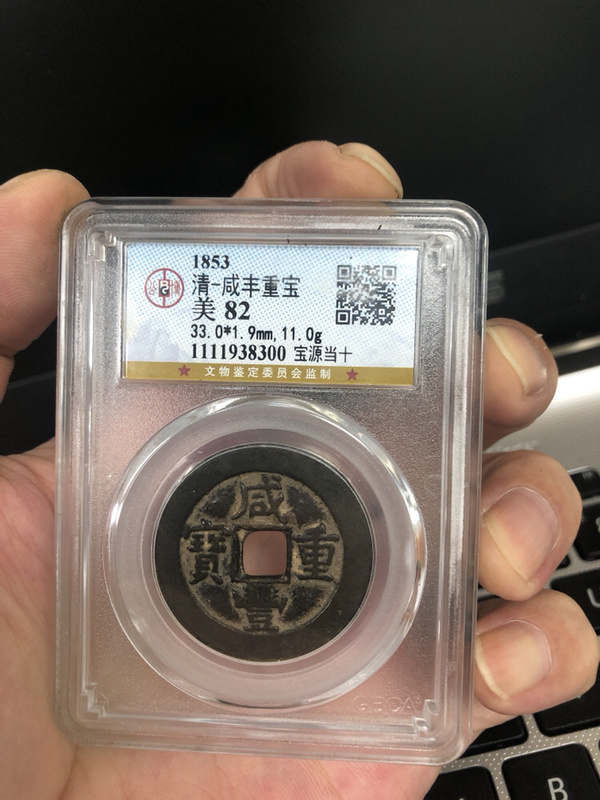 1853
清-咸丰重宝
美 82
33.0*1.9mm, 11.0g
1111938300 宝源当十
★ 文物鉴定委员会监制 ★
咸
寶 重
豐
GBCA
B